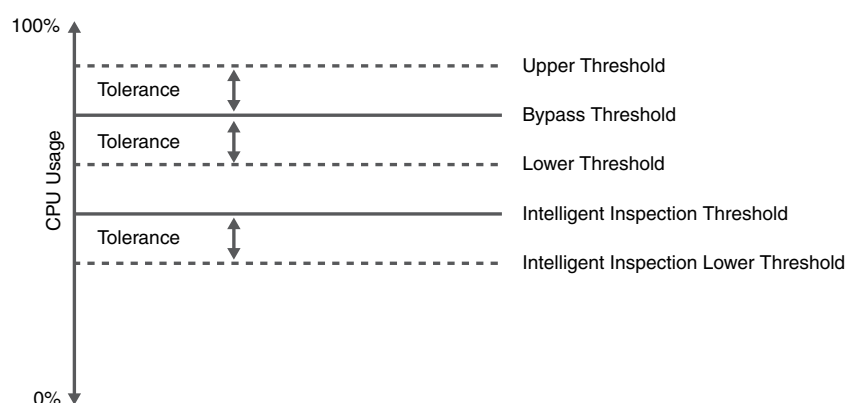 100%
Upper Threshold
Tolerance
Bypass Threshold
Tolerance
Lower Threshold
CPU Usage
Intelligent Inspection Threshold
Tolerance
Intelligent Inspection Lower Threshold
0%